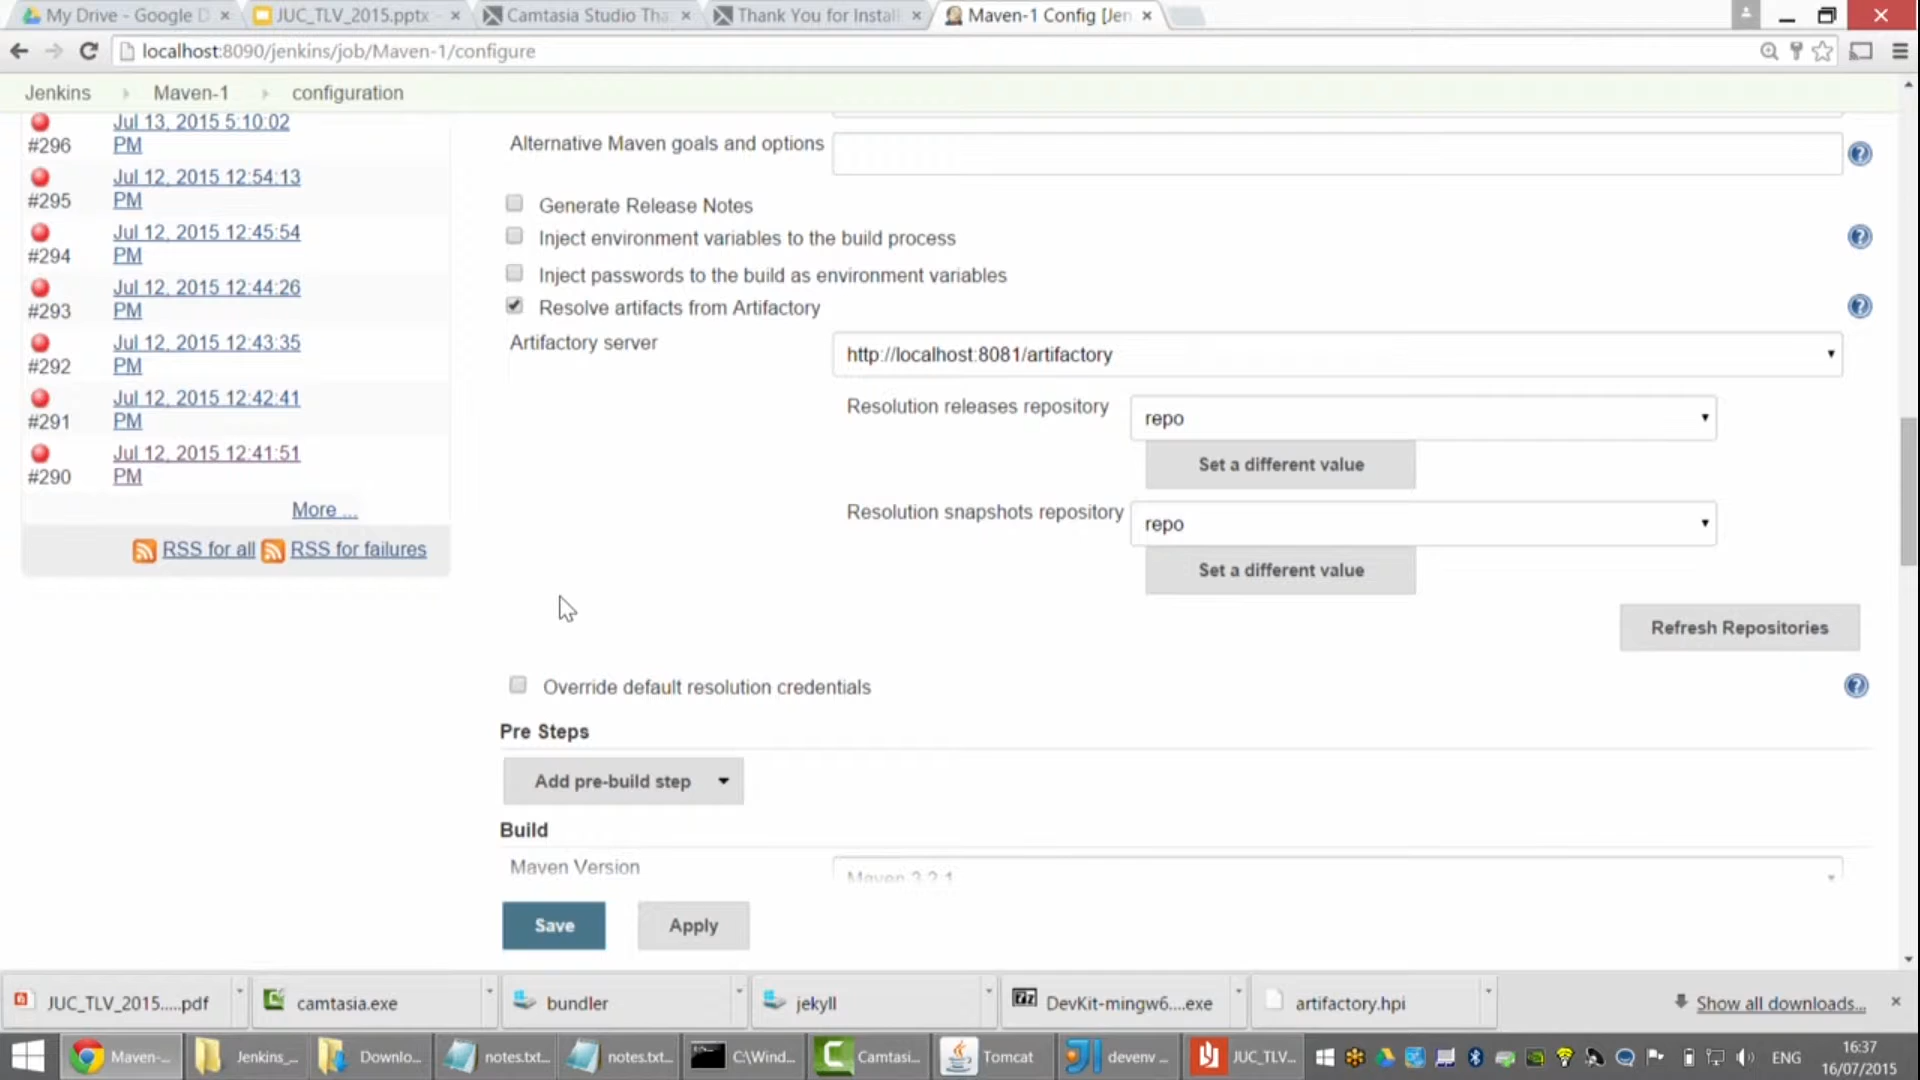 My Drive - Google D
JUC_TLV_2015.pptx
Camtasia Studio Tha
Thank You for Install
Maven-1 Config [Jen
localhost:8090/jenkins/job/Maven-1/configure
Jenkins
Maven-1
configuration
#296
Jul 13, 2015 5:10:02
PM
#295
Jul 12, 2015 12:54:13
PM
#294
Jul 12, 2015 12:45:54
PM
#293
Jul 12, 2015 12:44:26
PM
#292
Jul 12, 2015 12:43:35
PM
#291
Jul 12, 2015 12:42:41
PM
#290
Jul 12, 2015 12:41:51
PM
More ...
RSS for all
RSS for failures
Alternative Maven goals and options
Generate Release Notes
Inject environment variables to the build process
Inject passwords to the build as environment variables
Resolve artifacts from Artifactory
Artifactory server
http://localhost:8081/artifactory
Resolution releases repository
repo
Set a different value
Resolution snapshots repository
repo
Set a different value
Refresh Repositories
Override default resolution credentials
Pre Steps
Add pre-build step
Build
Maven Version
Maven 3.2.1
Save
Apply
JUC_TLV_2015.....pdf
camtasia.exe
bundler
jekyll
DevKit-mingw6....exe
artifactory.hpi
Show all downloads...
Maven-...
Jenkins_...
Downlo...
notes.txt...
notes.txt...
C:\Wind...
Camtasi...
Tomcat
devenv ...
JUC_TLV...
ENG
16:37
16/07/2015